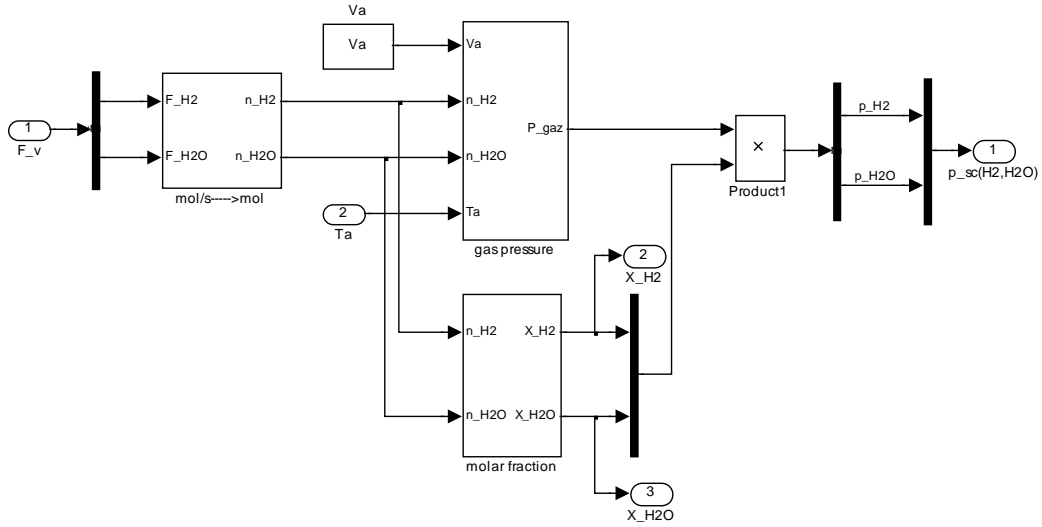 Va
Va
Va
F_H2
n_H2
n_H2
P_gaz
F_H2O
n_H2O
n_H2O
mol/s----->mol
1
F_v
2
Ta
Ta
gas pressure
×
Product1
p_H2
p_H2O
1
p_sc(H2,H2O)
2
X_H2
n_H2
X_H2
n_H2O
X_H2O
molar fraction
3
X_H2O